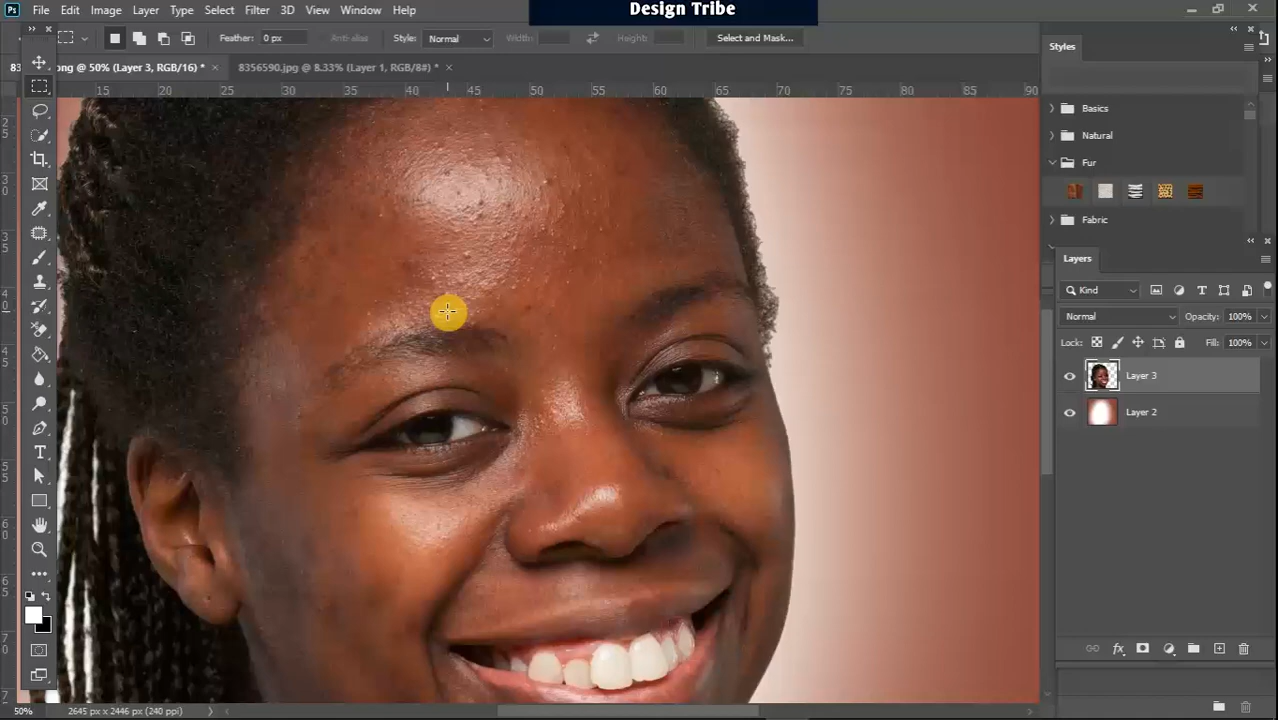 Design Tribe
Ps File Edit Image Layer Type Select Filter 3D View Window Help
Feather: 0 px Anti-alias Style: Normal Width: Height: Select and Mask...
ong @ 50% (Layer 3, RGB/16) * × 8356590.jpg @ 8.33% (Layer 1, RGB/8#) * ×
15 20 25 30 35 40 45 50 55 60 65 70 75 80 85 90
Styles
Basics
Natural
Fur
Fabric
Layers
Kind
Normal Opacity: 100%
Lock: Fill: 100%
Layer 3
Layer 2
fx
50% 2645 px x 2446 px (240 ppi)